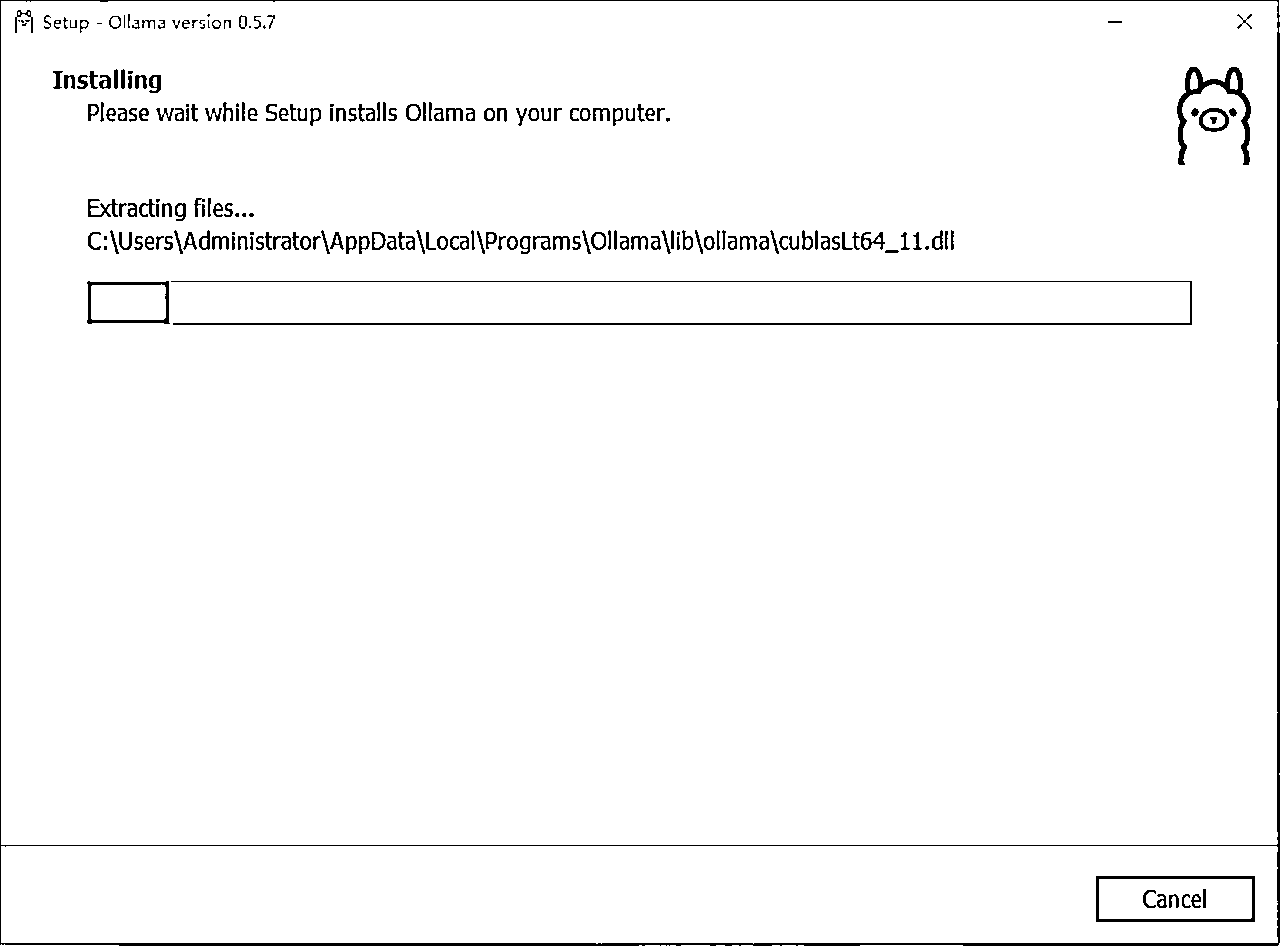 Setup - Ollama version 0.5.7
Installing
Please wait while Setup installs Ollama on your computer.
Extracting files...
C:\Users\Administrator\AppData\Local\Programs\Ollama\lib\ollama\cublasLt64_11.dll
Cancel